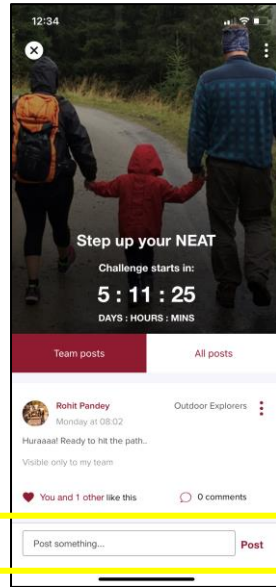 12:34
Step up your NEAT
Challenge starts in:
5 : 11 : 25
DAYS : HOURS : MINS
Team posts
All posts
Rohit Pandey
Outdoor Explorers
Monday at 08:02
Huraaaa! Ready to hit the path..
Visible only to my team
You and 1 other like this
0 comments
Post something...
Post